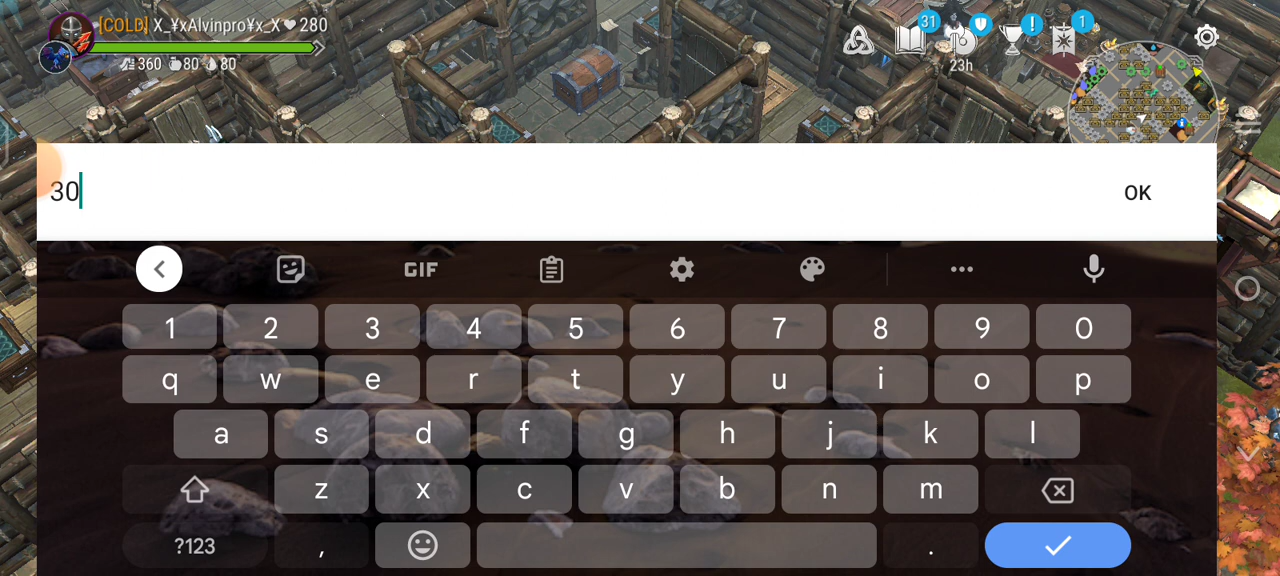 [COLD] X_¥xAlvinpro¥x_X 280
360 80 80
31
!
1
23h
30
OK
GIF
1 2 3 4 5 6 7 8 9 0
q w e r t y u i o p
a s d f g h j k l
z x c v b n m
?123 , .